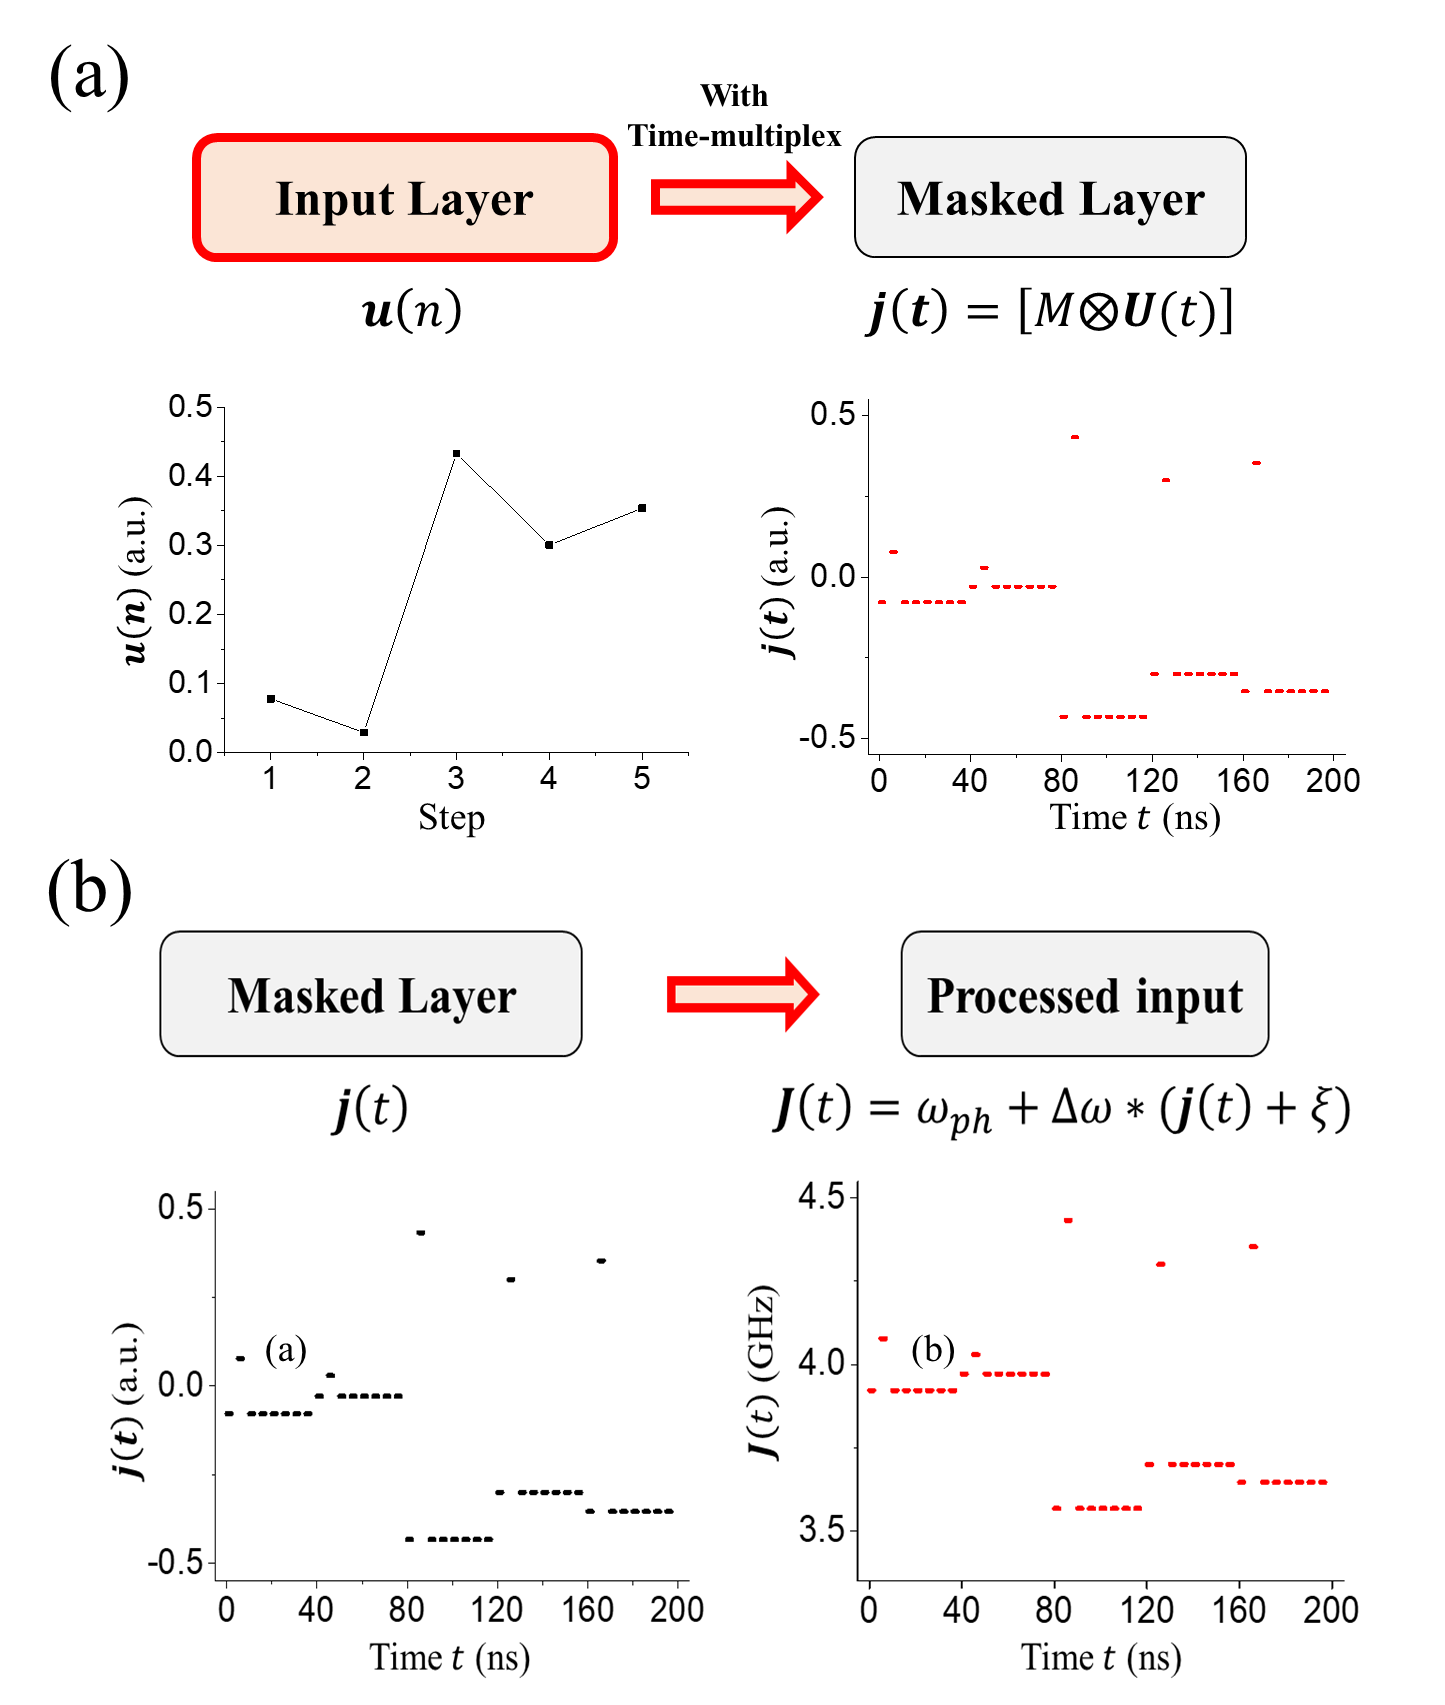 (a)
With
Time-multiplex
Input Layer
Masked Layer
u(n)
j(t) = [M⊗U(t)]
0.5
0.4
0.3
0.2
0.1
0.0
u(n) (a.u.)
1 2 3 4 5
Step
0.5
0.0
-0.5
j(t) (a.u.)
0 40 80 120 160 200
Time t (ns)
(b)
Masked Layer
Processed input
j(t)
J(t) = ω_ph + Δω ∗ (j(t) + ξ)
0.5
0.0
-0.5
j(t) (a.u.)
(a)
0 40 80 120 160 200
Time t (ns)
4.5
4.0
3.5
J(t) (GHz)
(b)
0 40 80 120 160 200
Time t (ns)